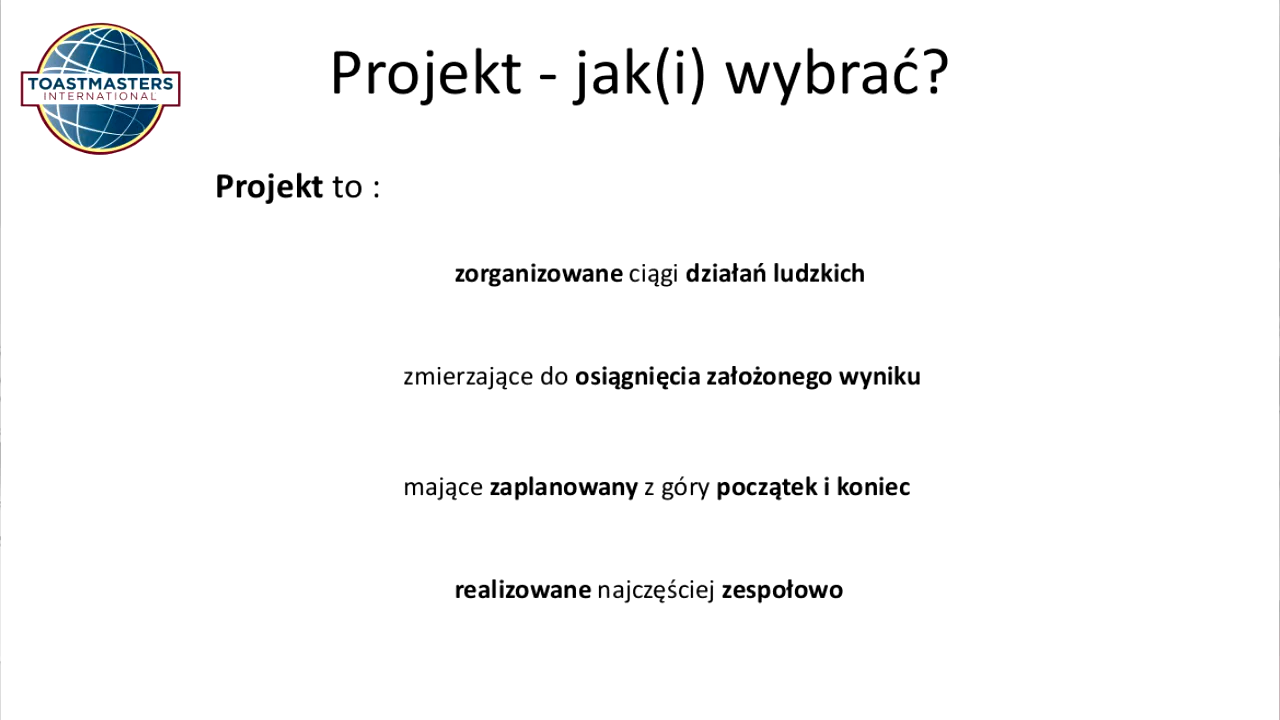 TOASTMASTERS
INTERNATIONAL
Projekt - jak(i) wybrać?
Projekt to :
zorganizowane ciągi działań ludzkich
zmierzające do osiągnięcia założonego wyniku
mające zaplanowany z góry początek i koniec
realizowane najczęściej zespołowo